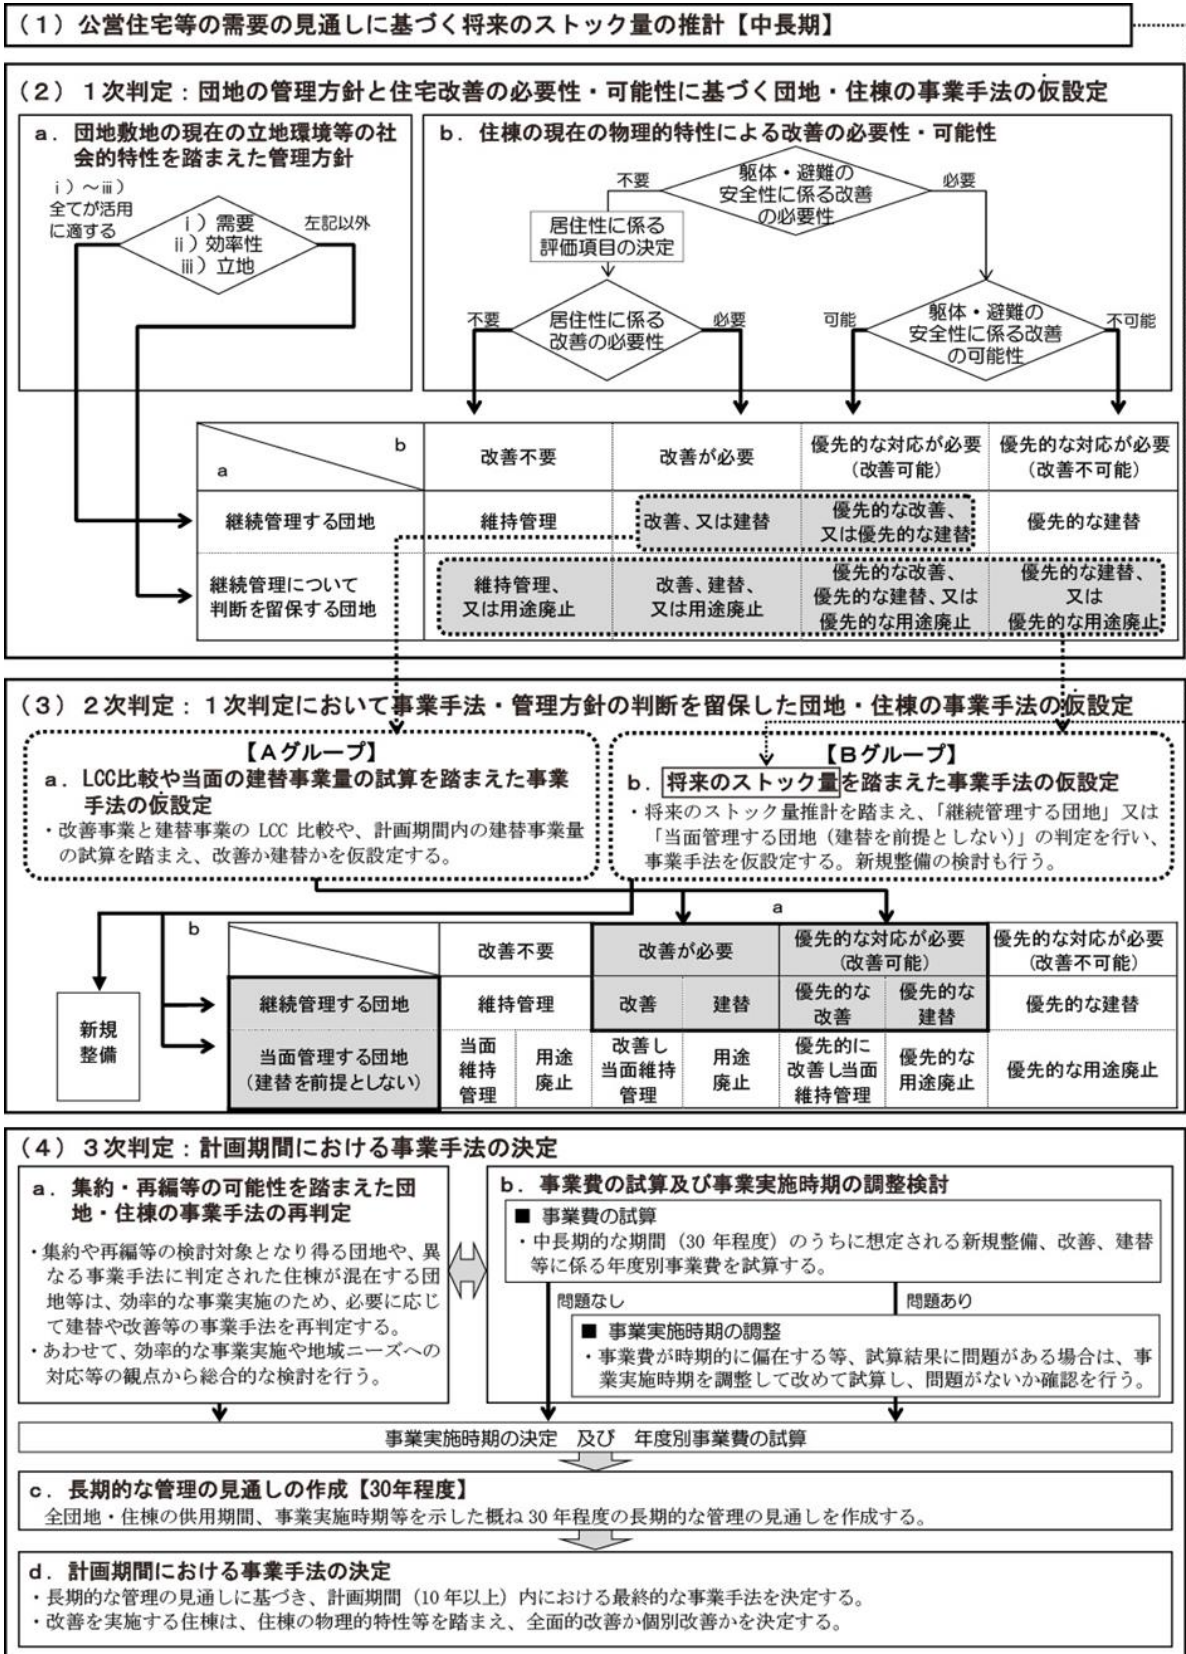 (1)公営住宅等の需要の見通しに基づく将来のストック量の推計【中長期】
(2)1次判定:団地の管理方針と住宅改善の必要性・可能性に基づく団地・住棟の事業手法の仮設定
a.団地敷地の現在の立地環境等の社
会的特性を踏まえた管理方針
ⅰ)~ⅲ)
全てが活用
に適する
ⅰ)需要
ⅱ)効率性
ⅲ)立地
左記以外
b.住棟の現在の物理的特性による改善の必要性・可能性
不要
躯体・避難の
安全性に係る改善
の必要性
必要
居住性に係る
評価項目の決定
不要
居住性に係る
改善の必要性
必要
可能
躯体・避難の
安全性に係る改善
の可能性
不可能
b
a
改善不要
改善が必要
優先的な対応が必要
(改善可能)
優先的な対応が必要
(改善不可能)
継続管理する団地
維持管理
改善、又は建替
優先的な改善、
又は優先的な建替
優先的な建替
継続管理について
判断を留保する団地
維持管理、
又は用途廃止
改善、建替、
又は用途廃止
優先的な改善、
優先的な建替、又は
優先的な用途廃止
優先的な建替、
又は
優先的な用途廃止
(3)2次判定:1次判定において事業手法・管理方針の判断を留保した団地・住棟の事業手法の仮設定
【Aグループ】
a.LCC比較や当面の建替事業量の試算を踏まえた事業
手法の仮設定
・改善事業と建替事業の LCC 比較や、計画期間内の建替事業量
の試算を踏まえ、改善か建替かを仮設定する。
【Bグループ】
b.将来のストック量を踏まえた事業手法の仮設定
・将来のストック量推計を踏まえ、「継続管理する団地」又は
「当面管理する団地(建替を前提としない)」の判定を行い、
事業手法を仮設定する。新規整備の検討も行う。
a
b
改善不要
改善が必要
優先的な対応が必要
(改善可能)
優先的な対応が必要
(改善不可能)
新規
整備
継続管理する団地
維持管理
改善
建替
優先的な
改善
優先的な
建替
優先的な建替
当面管理する団地
(建替を前提としない)
当面
維持
管理
用途
廃止
改善し
当面維持
管理
用途
廃止
優先的に
改善し当面
維持管理
優先的な
用途廃止
優先的な用途廃止
(4)3次判定:計画期間における事業手法の決定
a.集約・再編等の可能性を踏まえた団
地・住棟の事業手法の再判定
・集約や再編等の検討対象となり得る団地や、異
なる事業手法に判定された住棟が混在する団
地等は、効率的な事業実施のため、必要に応じ
て建替や改善等の事業手法を再判定する。
・あわせて、効率的な事業実施や地域ニーズへの
対応等の観点から総合的な検討を行う。
b.事業費の試算及び事業実施時期の調整検討
■ 事業費の試算
・中長期的な期間(30 年程度)のうちに想定される新規整備、改善、建替
等に係る年度別事業費を試算する。
問題なし
問題あり
■ 事業実施時期の調整
・事業費が時期的に偏在する等、試算結果に問題がある場合は、事
業実施時期を調整して改めて試算し、問題がないか確認を行う。
事業実施時期の決定 及び 年度別事業費の試算
c.長期的な管理の見通しの作成【30年程度】
全団地・住棟の供用期間、事業実施時期等を示した概ね 30 年程度の長期的な管理の見通しを作成する。
d.計画期間における事業手法の決定
・長期的な管理の見通しに基づき、計画期間(10 年以上)内における最終的な事業手法を決定する。
・改善を実施する住棟は、住棟の物理的特性等を踏まえ、全面的改善か個別改善かを決定する。